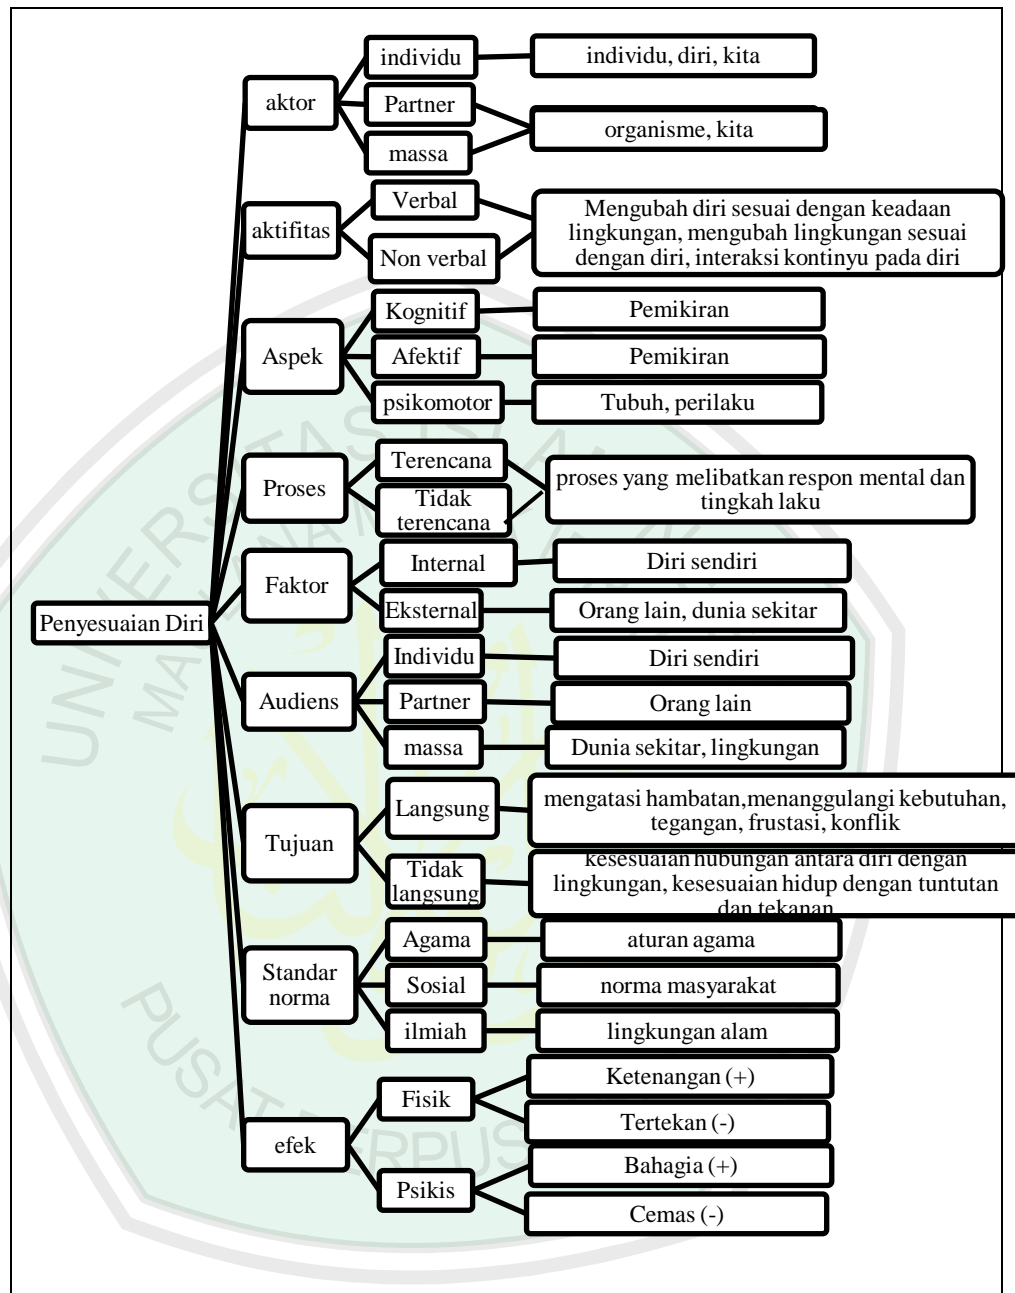 individu
individu, diri, kita
aktor
Partner
organisme, kita
massa
Verbal
aktifitas
Mengubah diri sesuai dengan keadaan
lingkungan, mengubah lingkungan sesuai
dengan diri, interaksi kontinyu pada diri
Non verbal
Kognitif
Pemikiran
Aspek
Afektif
Pemikiran
psikomotor
Tubuh, perilaku
Terencana
Proses
proses yang melibatkan respon mental dan
tingkah laku
Tidak
terencana
Internal
Diri sendiri
Faktor
Eksternal
Orang lain, dunia sekitar
Penyesuaian Diri
Individu
Diri sendiri
Audiens
Partner
Orang lain
massa
Dunia sekitar, lingkungan
Langsung
mengatasi hambatan,menanggulangi kebutuhan,
tegangan, frustasi, konflik
Tujuan
Tidak
langsung
kesesuaian hubungan antara diri dengan
lingkungan, kesesuaian hidup dengan tuntutan
dan tekanan
Agama
aturan agama
Standar
norma
Sosial
norma masyarakat
ilmiah
lingkungan alam
Fisik
Ketenangan (+)
Tertekan (-)
efek
Psikis
Bahagia (+)
Cemas (-)